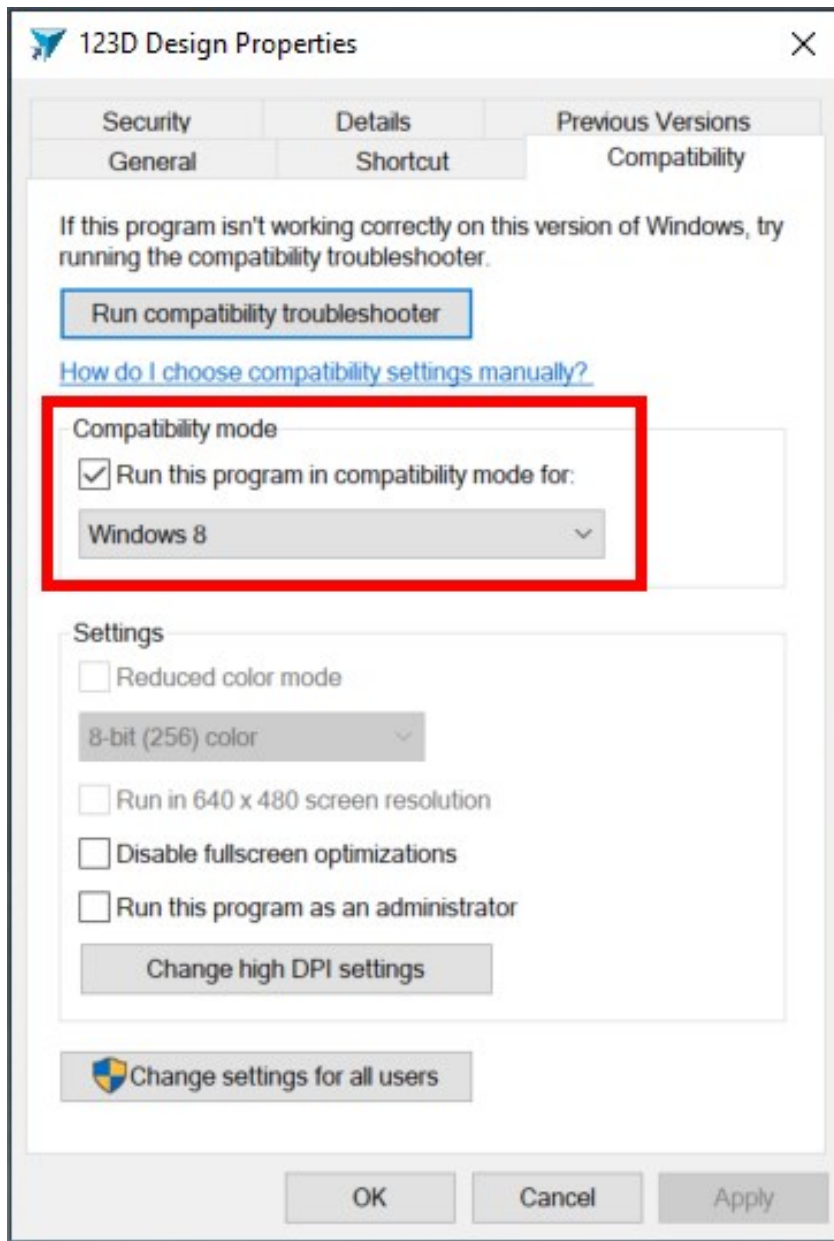 123D Design Properties
Security Details Previous Versions
General Shortcut Compatibility
If this program isn't working correctly on this version of Windows, try
running the compatibility troubleshooter.
Run compatibility troubleshooter
How do I choose compatibility settings manually?
Compatibility mode
Run this program in compatibility mode for:
Windows 8
Settings
Reduced color mode
8-bit (256) color
Run in 640 x 480 screen resolution
Disable fullscreen optimizations
Run this program as an administrator
Change high DPI settings
Change settings for all users
OK Cancel Apply